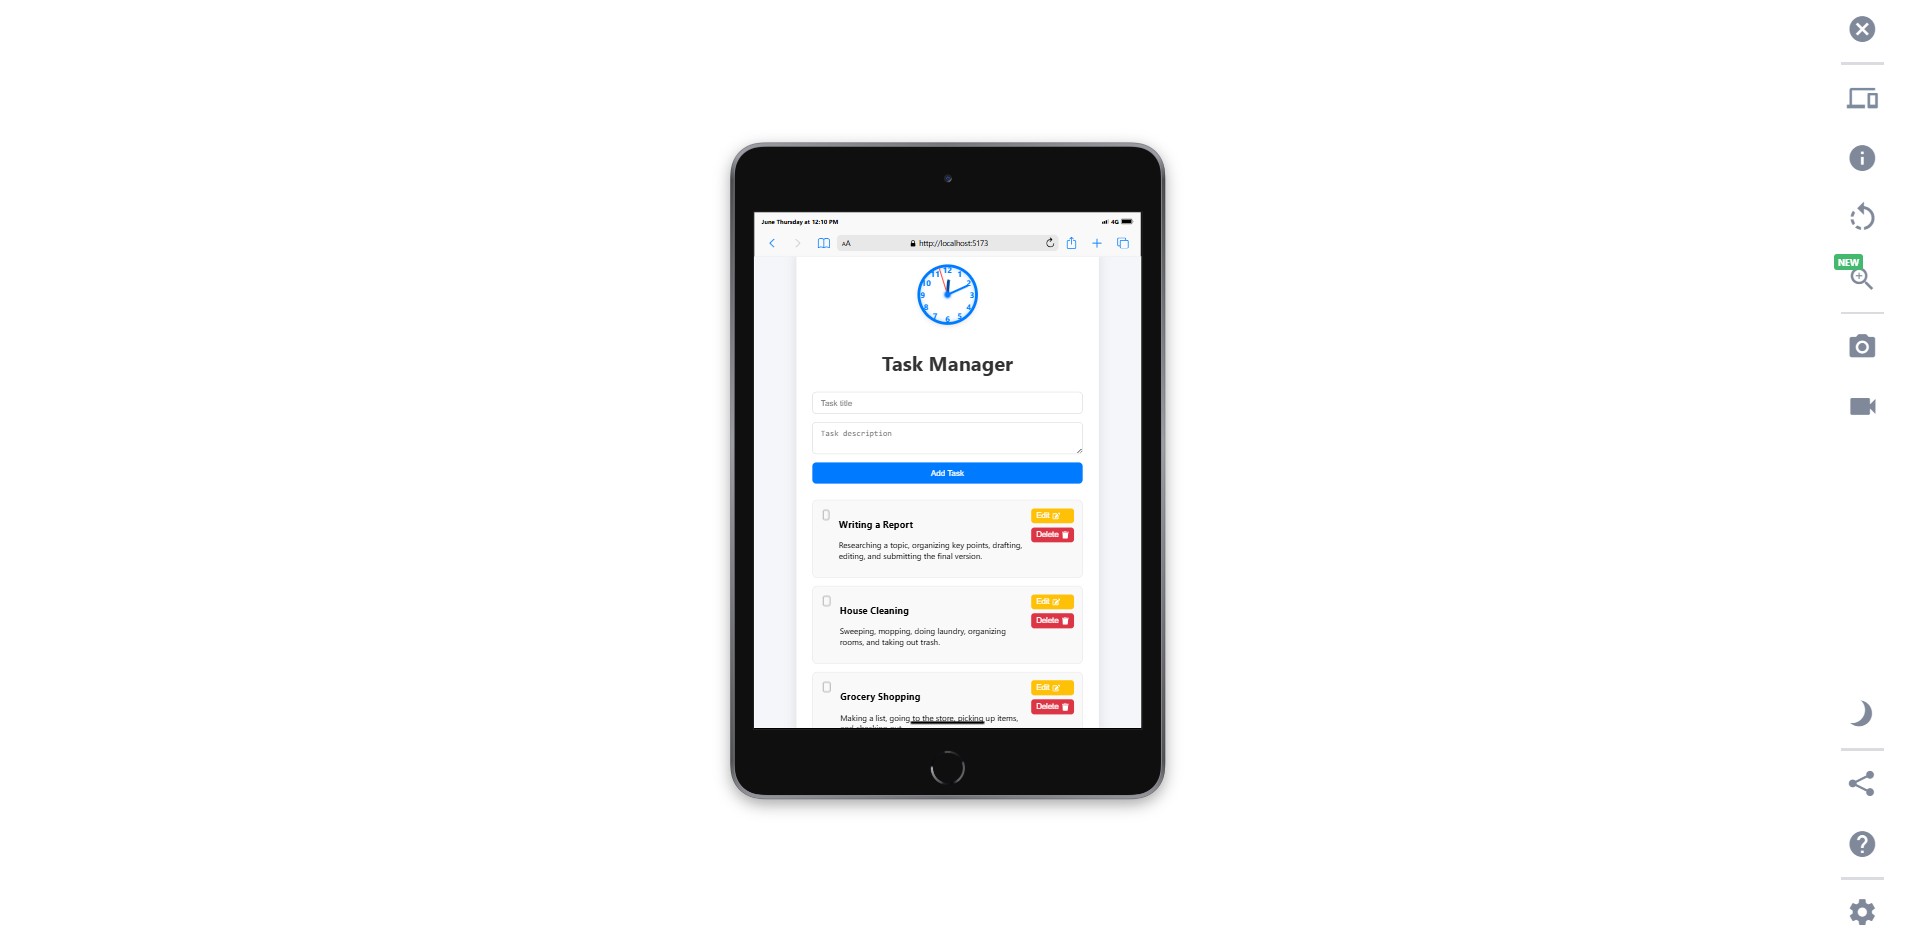 NEW
June Thursday at 12:10 PM
4G
AA
http://localhost:5173
12
11
1
10
2
9
3
8
4
7
5
6
Task Manager
Task title
Task description
Add Task
Writing a Report
Edit
Delete
Researching a topic, organizing key points, drafting,
editing, and submitting the final version.
House Cleaning
Edit
Delete
Sweeping, mopping, doing laundry, organizing
rooms, and taking out trash.
Grocery Shopping
Edit
Delete
Making a list, going to the store, picking up items,